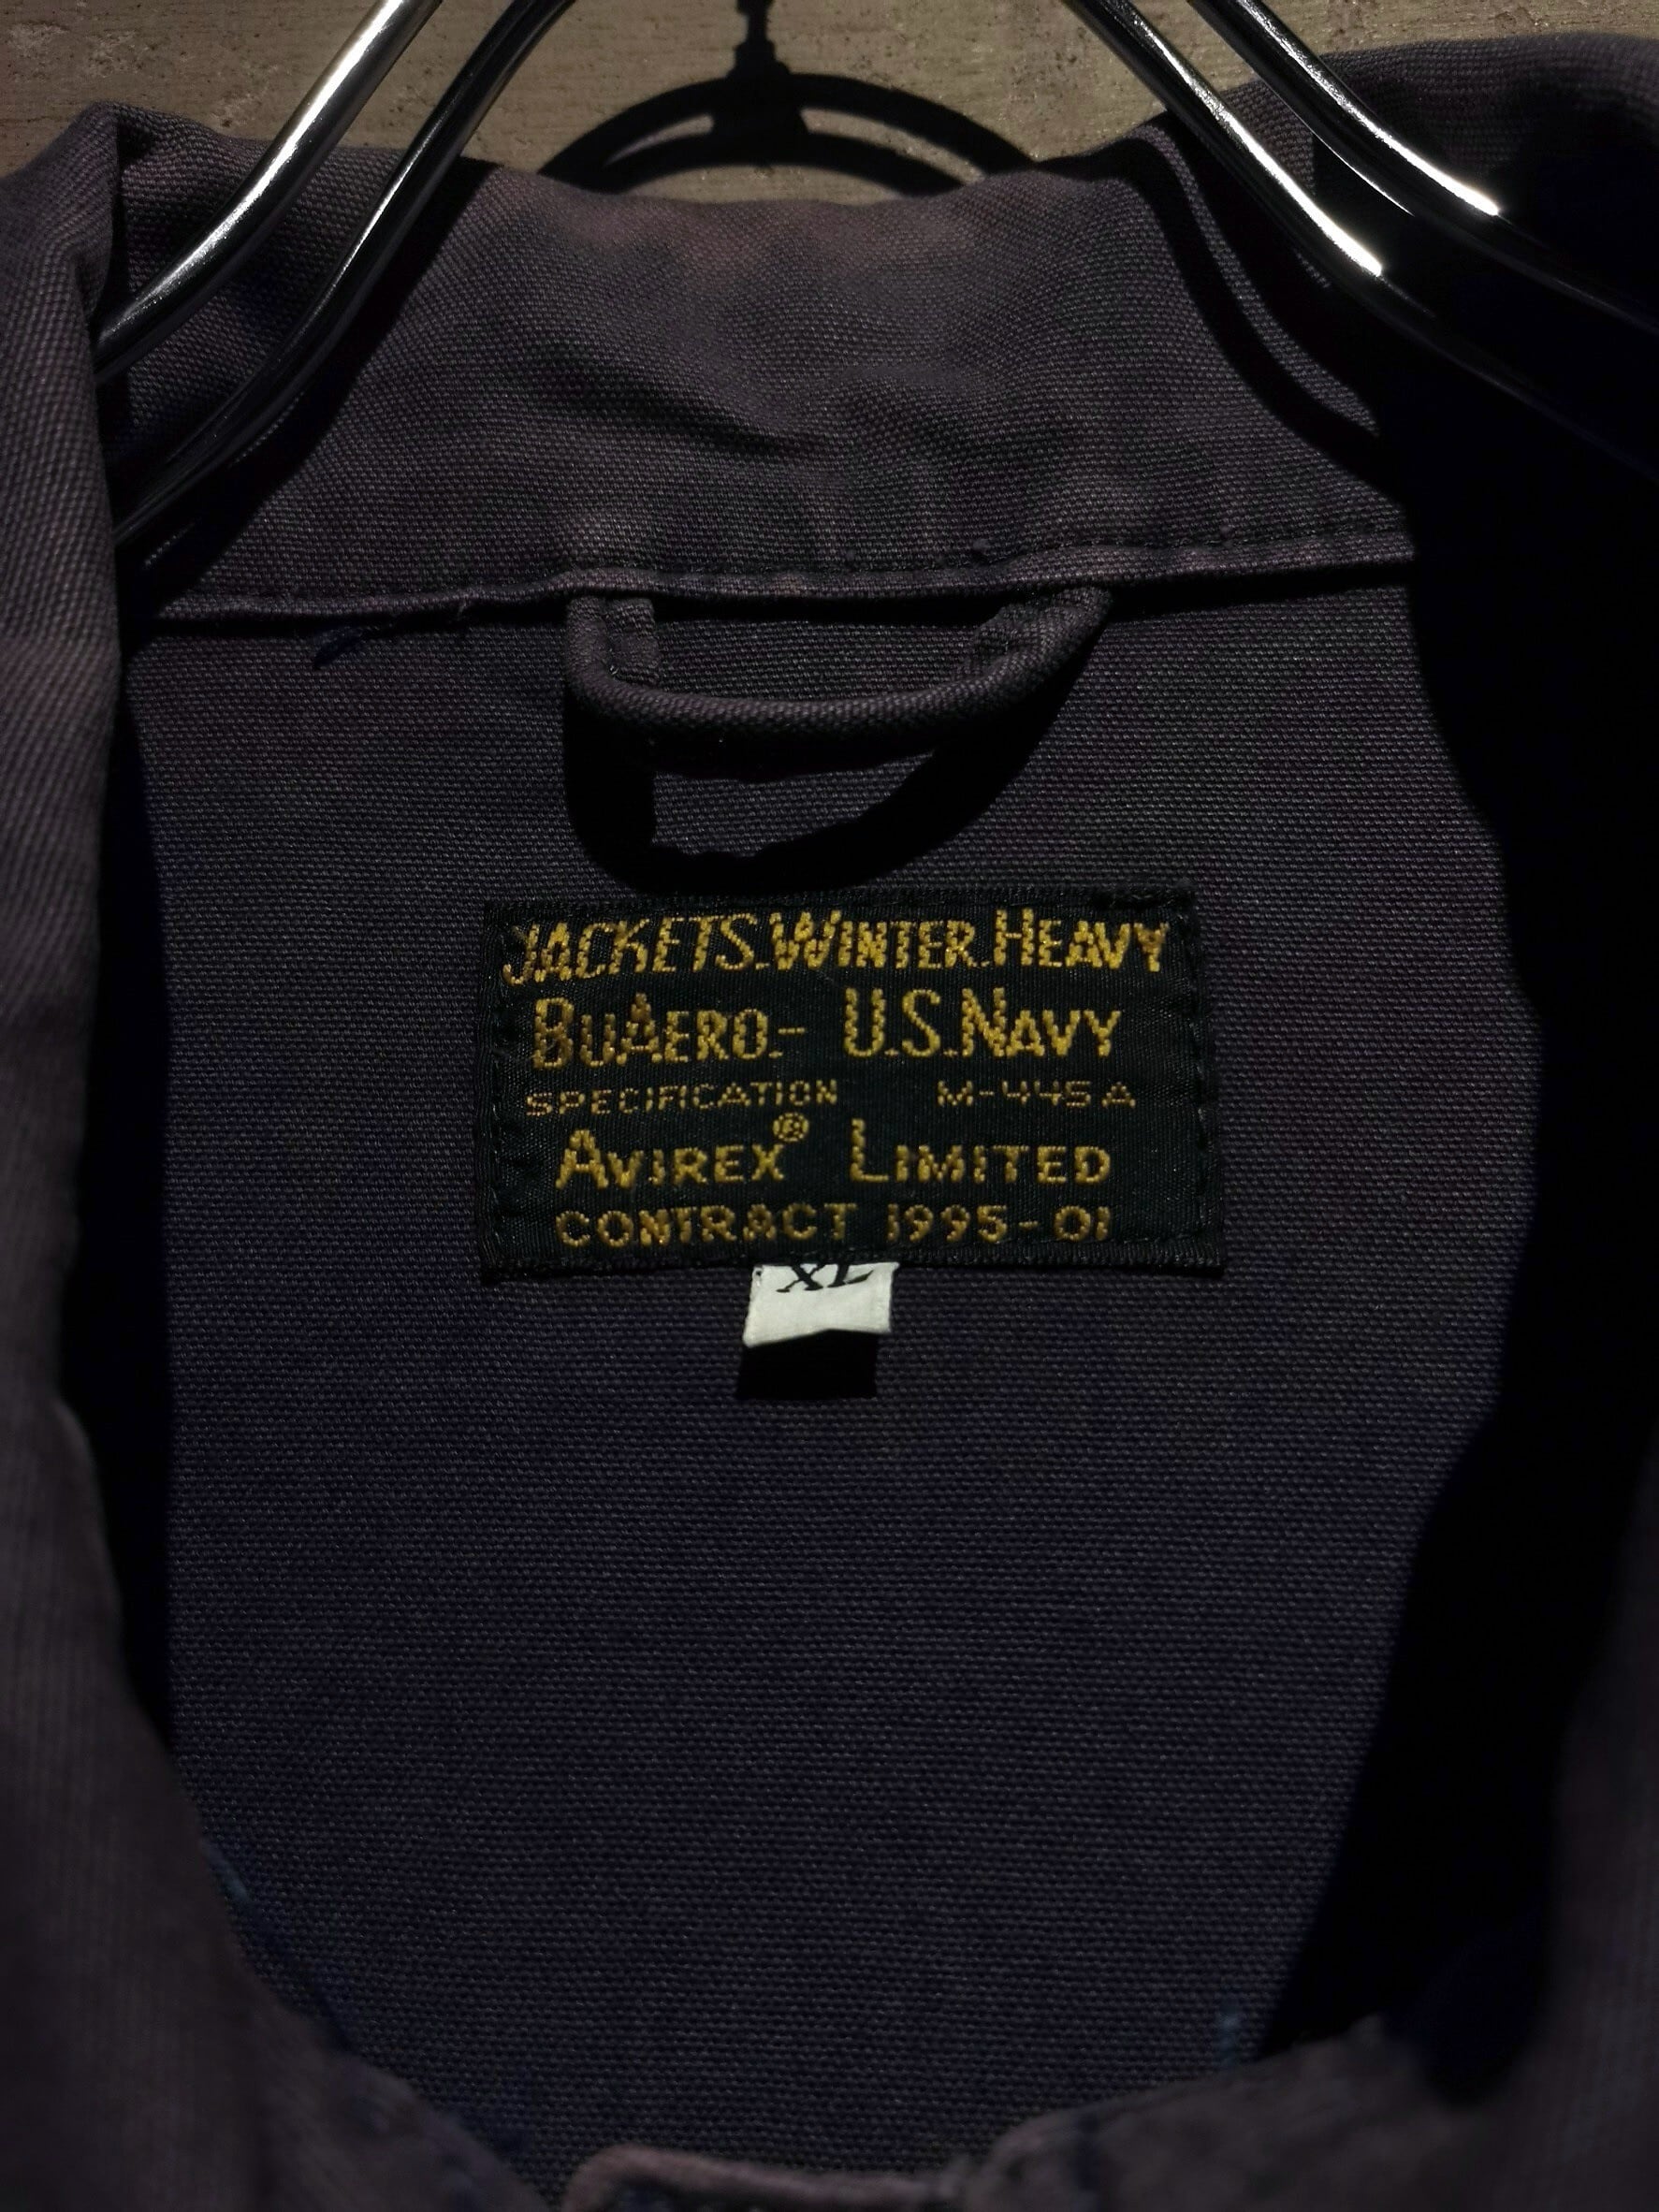 JACKETS.WINTER.HEAVY
BUAERO.- U.S.NAVY
SPECIFICATION M-445A
AVIREX® LIMITED
CONTRACT 1995-01
XL